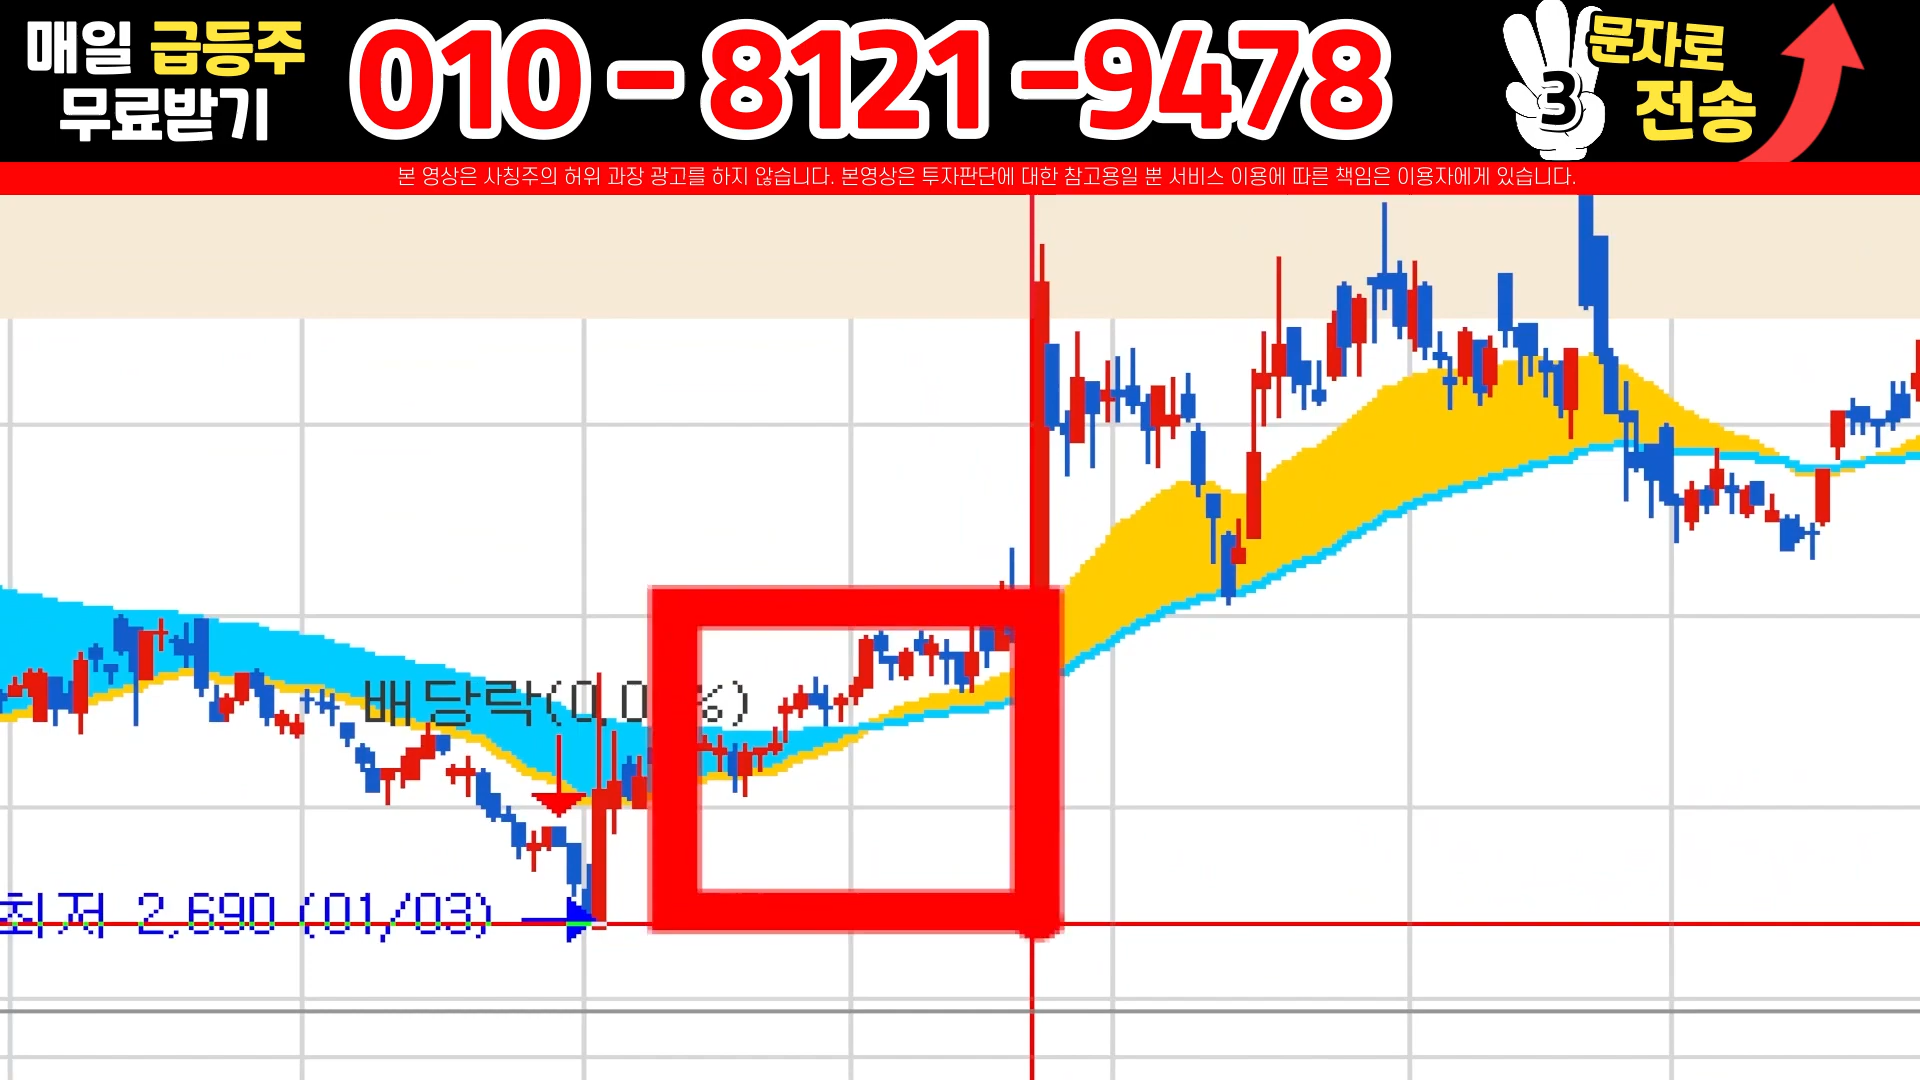 매일 급등주
무료받기
010-8121-9478
3
문자로
전송
본 영상은 사칭주의 허위 과장 광고를 하지 않습니다. 본영상은 투자판단에 대한 참고용일 뿐 서비스 이용에 따른 책임은 이용자에게 있습니다.
배당락(0.0 %)
최저 2,690 (01/03)